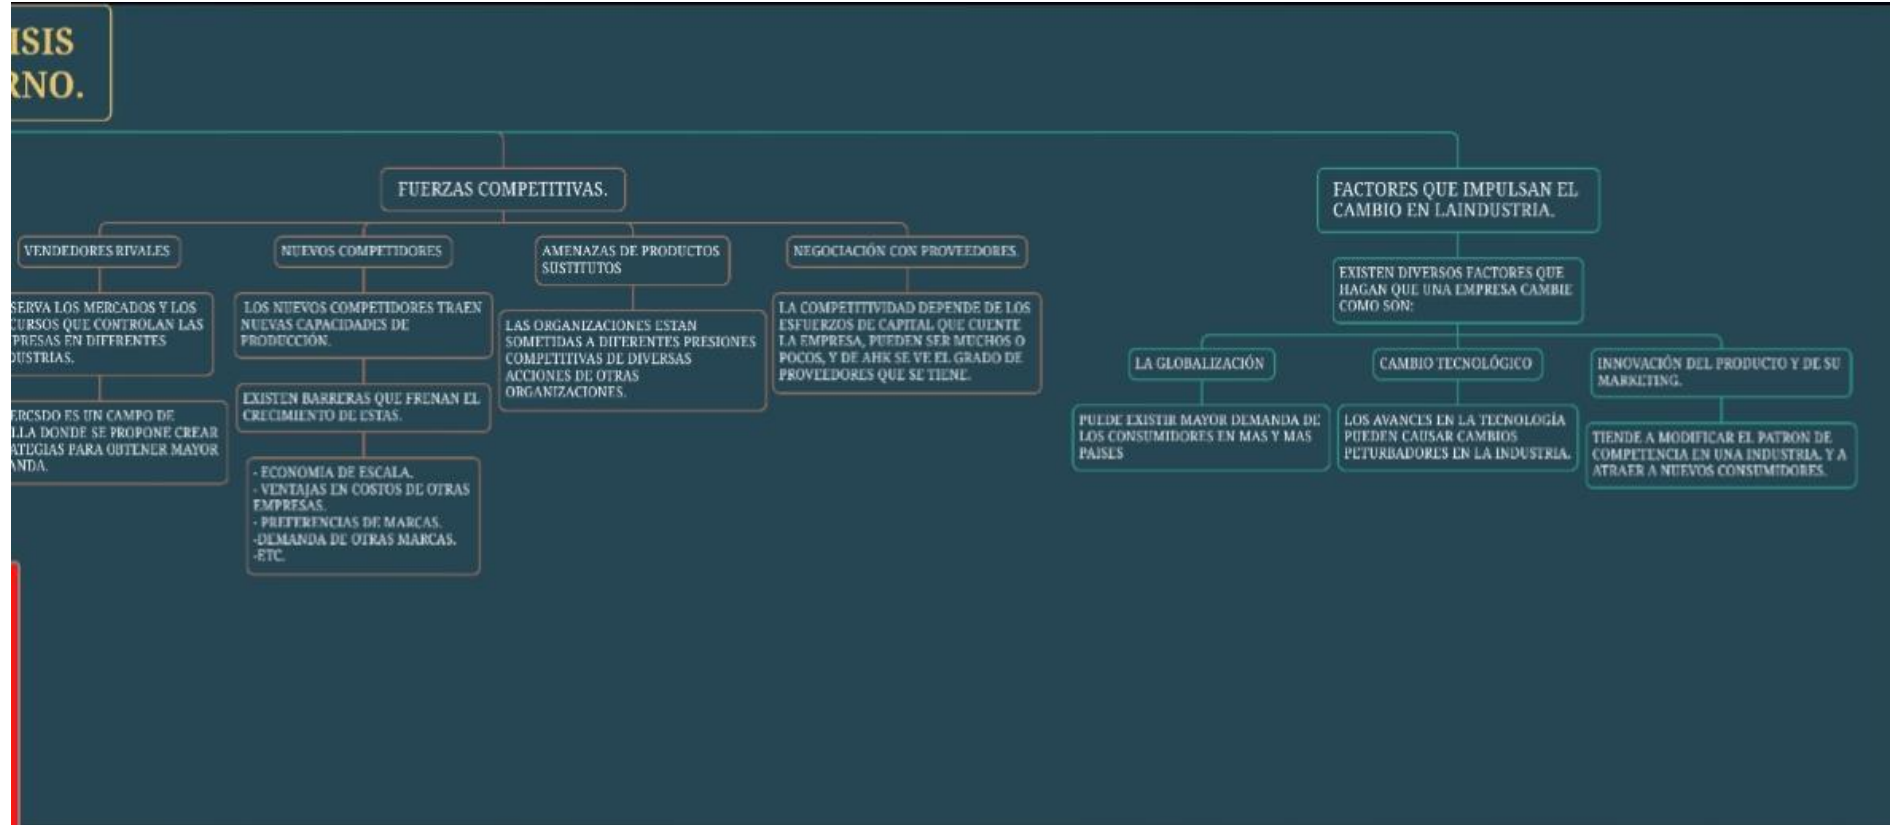 ISIS
RNO.
FUERZAS COMPETITIVAS.
FACTORES QUE IMPULSAN EL
CAMBIO EN LAINDUSTRIA.
VENDEDORES RIVALES
SERVA LOS MERCADOS Y LOS
CURSOS QUE CONTROLAN LAS
PRESAS EN DIFERENTES
DUSTRIAS.
ERCSDO ES UN CAMPO DE
LLA DONDE SE PROPONE CREAR
ATEGIAS PARA OBTENER MAYOR
ANDA.
NUEVOS COMPETIDORES
LOS NUEVOS COMPETIDORES TRAEN
NUEVAS CAPACIDADES DE
PRODUCCIÓN.
EXISTEN BARRERAS QUE FRENAN EL
CRECIMIENTO DE ESTAS.
- ECONOMIA DE ESCALA.
- VENTAJAS EN COSTOS DE OTRAS
EMPRESAS.
- PREFERENCIAS DE MARCAS.
-DEMANDA DE OTRAS MARCAS.
-ETC.
AMENAZAS DE PRODUCTOS
SUSTITUTOS
LAS ORGANIZACIONES ESTAN
SOMETIDAS A DIFERENTES PRESIONES
COMPETITIVAS DE DIVERSAS
ACCIONES DE OTRAS
ORGANIZACIONES.
NEGOCIACIÓN CON PROVEEDORES.
LA COMPETITIVIDAD DEPENDE DE LOS
ESFUERZOS DE CAPITAL QUE CUENTE
LA EMPRESA, PUEDEN SER MUCHOS O
POCOS, Y DE AHK SE VE EL GRADO DE
PROVEEDORES QUE SE TIENE.
EXISTEN DIVERSOS FACTORES QUE
HAGAN QUE UNA EMPRESA CAMBIE
COMO SON:
LA GLOBALIZACIÓN
PUEDE EXISTIR MAYOR DEMANDA DE
LOS CONSUMIDORES EN MAS Y MAS
PAISES
CAMBIO TECNOLÓGICO
LOS AVANCES EN LA TECNOLOGÍA
PUEDEN CAUSAR CAMBIOS
PETURBADORES EN LA INDUSTRIA.
INNOVACIÓN DEL PRODUCTO Y DE SU
MARKETING.
TIENDE A MODIFICAR EL PATRON DE
COMPETENCIA EN UNA INDUSTRIA. Y A
ATRAER A NUEVOS CONSUMIDORES.